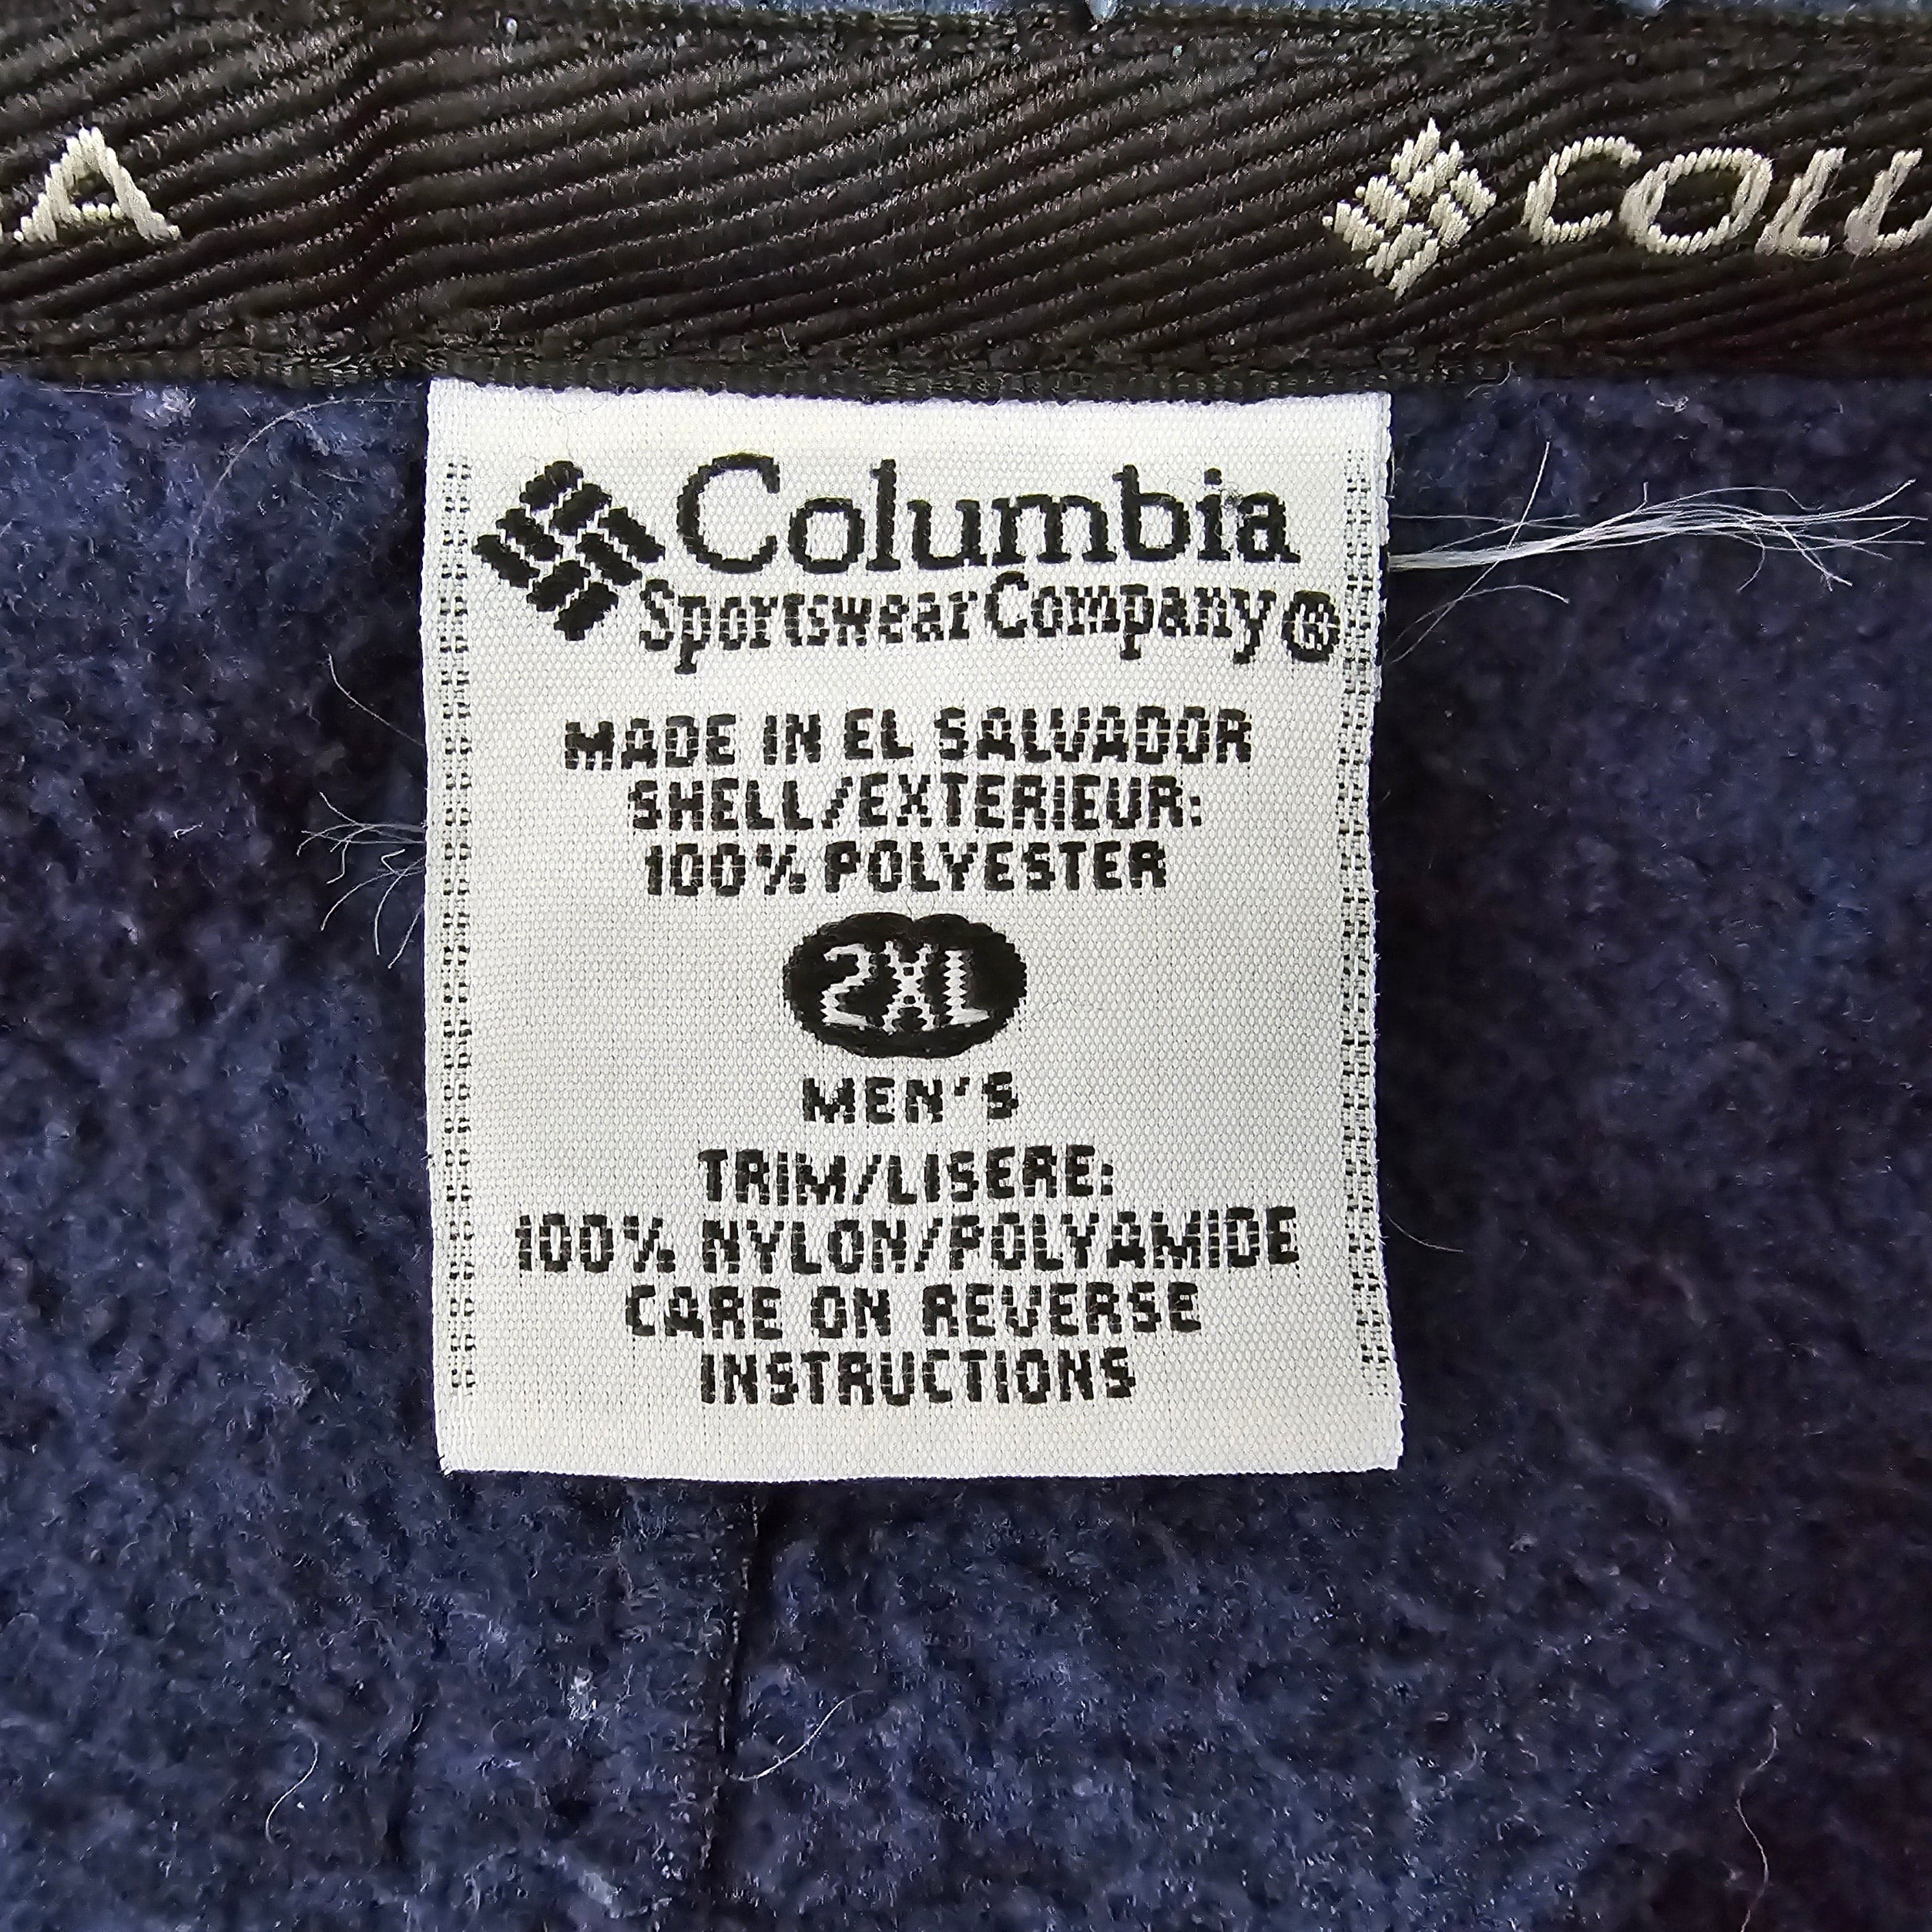 A
COLU
Columbia
Sportswear Company®
MADE IN EL SALVADOR
SHELL/EXTERIEUR:
100% POLYESTER
2XL
MEN'S
TRIM/LISERE:
100% NYLON/POLYAMIDE
CARE ON REVERSE
INSTRUCTIONS